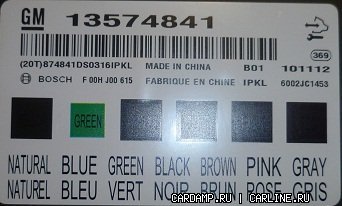 GM 13574841
(20T)874841DS0316IPKL MADE IN CHINA B01 101112
369
BOSCH F 00H J00 615 FABRIQUE EN CHINE IPKL 6002JC1453
GREEN
NATURAL BLUE GREEN BLACK BROWN PINK GRAY
NATUREL BLEU VERT NOIR BRUN ROSE GRIS
CARDAMP.RU | CARLINE.RU